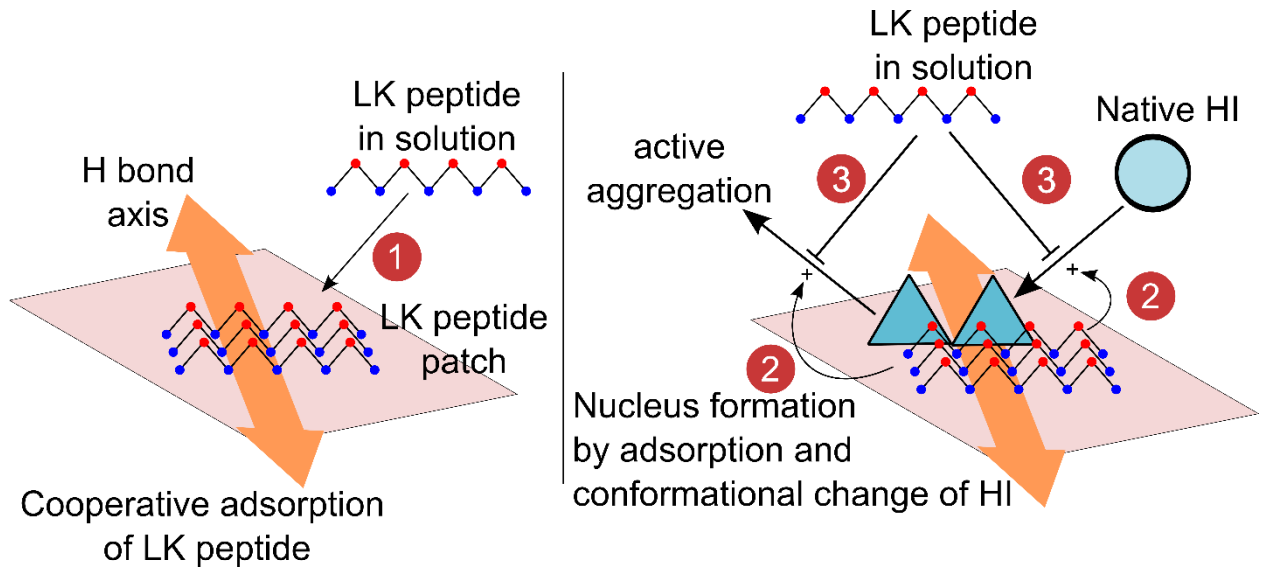 LK peptide
in solution
H bond
axis
1
LK peptide
patch
Cooperative adsorption
of LK peptide
LK peptide
in solution
Native HI
active
aggregation
3
3
+
+
2
2
Nucleus formation
by adsorption and
conformational change of HI